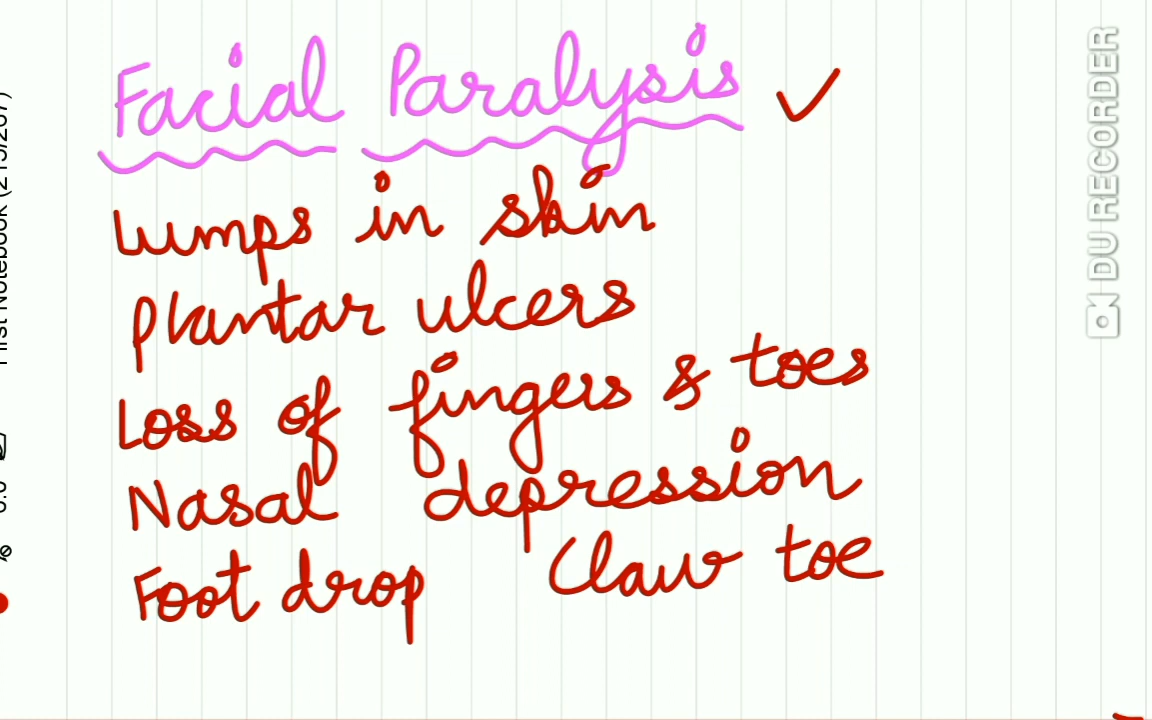 Facial Paralysis ✓
Lumps in skin
Plantar ulcers
Loss of fingers & toes
Nasal depression
Foot drop Claw toe
DU RECORDER